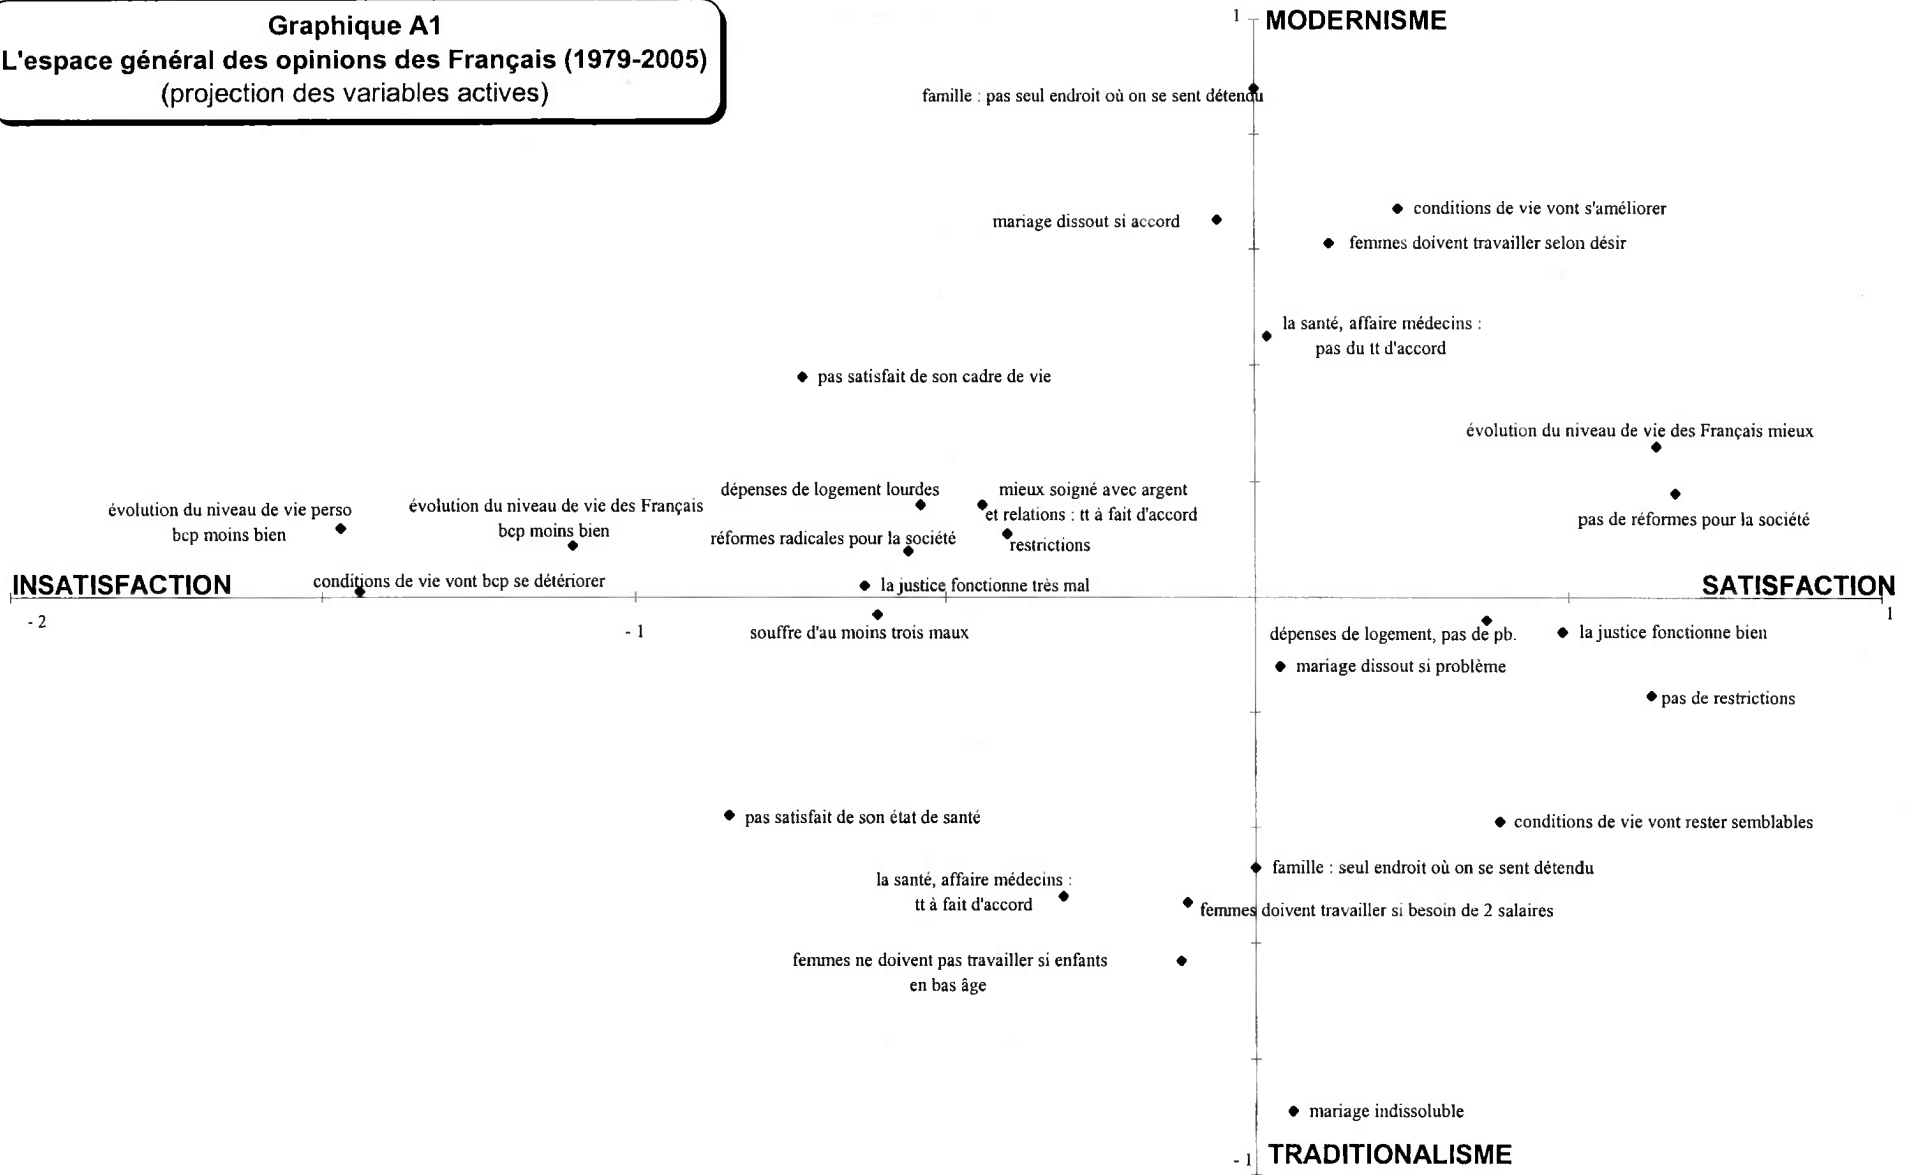 Graphique A1
L'espace général des opinions des Français (1979-2005)
(projection des variables actives)
1
MODERNISME
famille : pas seul endroit où on se sent détendu
mariage dissout si accord
conditions de vie vont s'améliorer
femmes doivent travailler selon désir
la santé, affaire médecins :
pas du tt d'accord
pas satisfait de son cadre de vie
évolution du niveau de vie des Français mieux
dépenses de logement lourdes
mieux soigné avec argent
et relations : tt à fait d'accord
évolution du niveau de vie perso
bcp moins bien
évolution du niveau de vie des Français
bcp moins bien
réformes radicales pour la société
restrictions
pas de réformes pour la société
INSATISFACTION
conditions de vie vont bcp se détériorer
la justice fonctionne très mal
SATISFACTION
- 2
- 1
1
souffre d'au moins trois maux
dépenses de logement, pas de pb.
la justice fonctionne bien
mariage dissout si problème
pas de restrictions
pas satisfait de son état de santé
conditions de vie vont rester semblables
famille : seul endroit où on se sent détendu
la santé, affaire médecins :
tt à fait d'accord
femmes doivent travailler si besoin de 2 salaires
femmes ne doivent pas travailler si enfants
en bas âge
mariage indissoluble
- 1
TRADITIONALISME